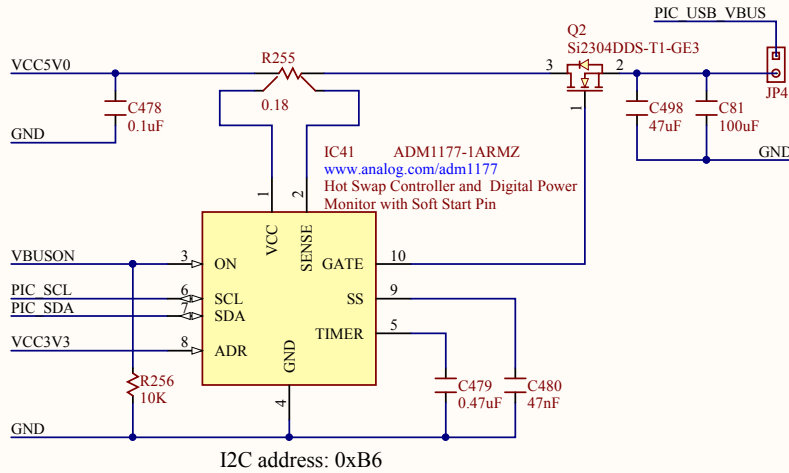 PIC_USB_VBUS
Q2
Si2304DDS-T1-GE3
R255
VCC5V0
3
2
1
JP4
0.18
C478
0.1uF
C498
47uF
C81
100uF
GND
GND
IC41 ADM1177-1ARMZ
www.analog.com/adm1177
Hot Swap Controller and Digital Power
Monitor with Soft Start Pin
1
2
VCC
SENSE
VBUSON
3
ON
GATE
10
PIC_SCL
6
SCL
SS
9
PIC_SDA
7
SDA
TIMER
5
VCC3V3
8
ADR
GND
4
R256
10K
C479
0.47uF
C480
47nF
GND
I2C address: 0xB6